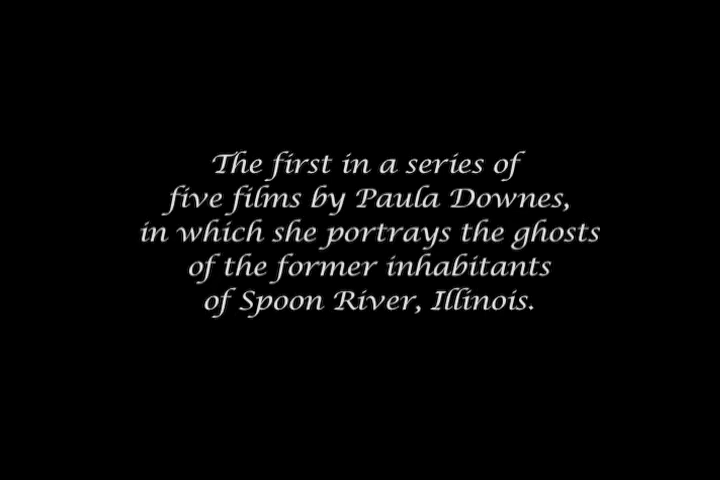 The first in a series of
five films by Paula Downes,
in which she portrays the ghosts
of the former inhabitants
of Spoon River, Illinois.